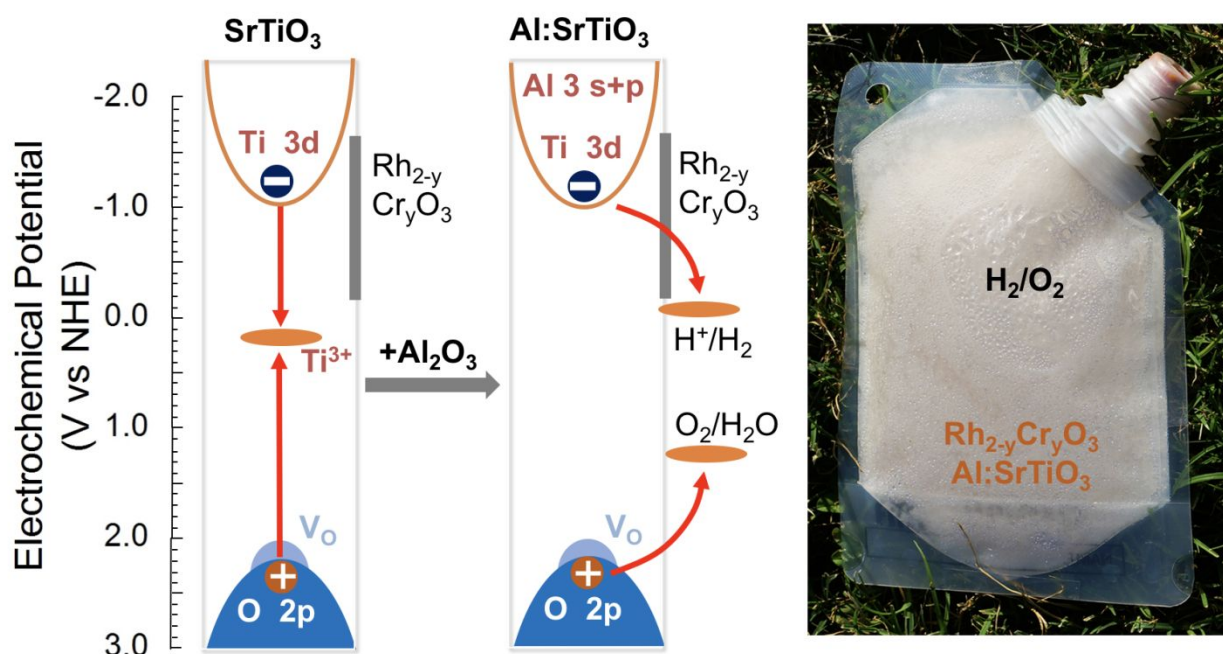 SrTiO₃
Al:SrTiO₃
Electrochemical Potential
(V vs NHE)
-2.0
-1.0
0.0
1.0
2.0
3.0
Ti 3d
−
Rh₂₋y
CryO₃
Ti³⁺
VO
+
O 2p
+Al₂O₃
Al 3 s+p
Ti 3d
−
Rh₂₋y
CryO₃
H⁺/H₂
O₂/H₂O
VO
+
O 2p
H₂/O₂
Rh₂₋yCryO₃
Al:SrTiO₃